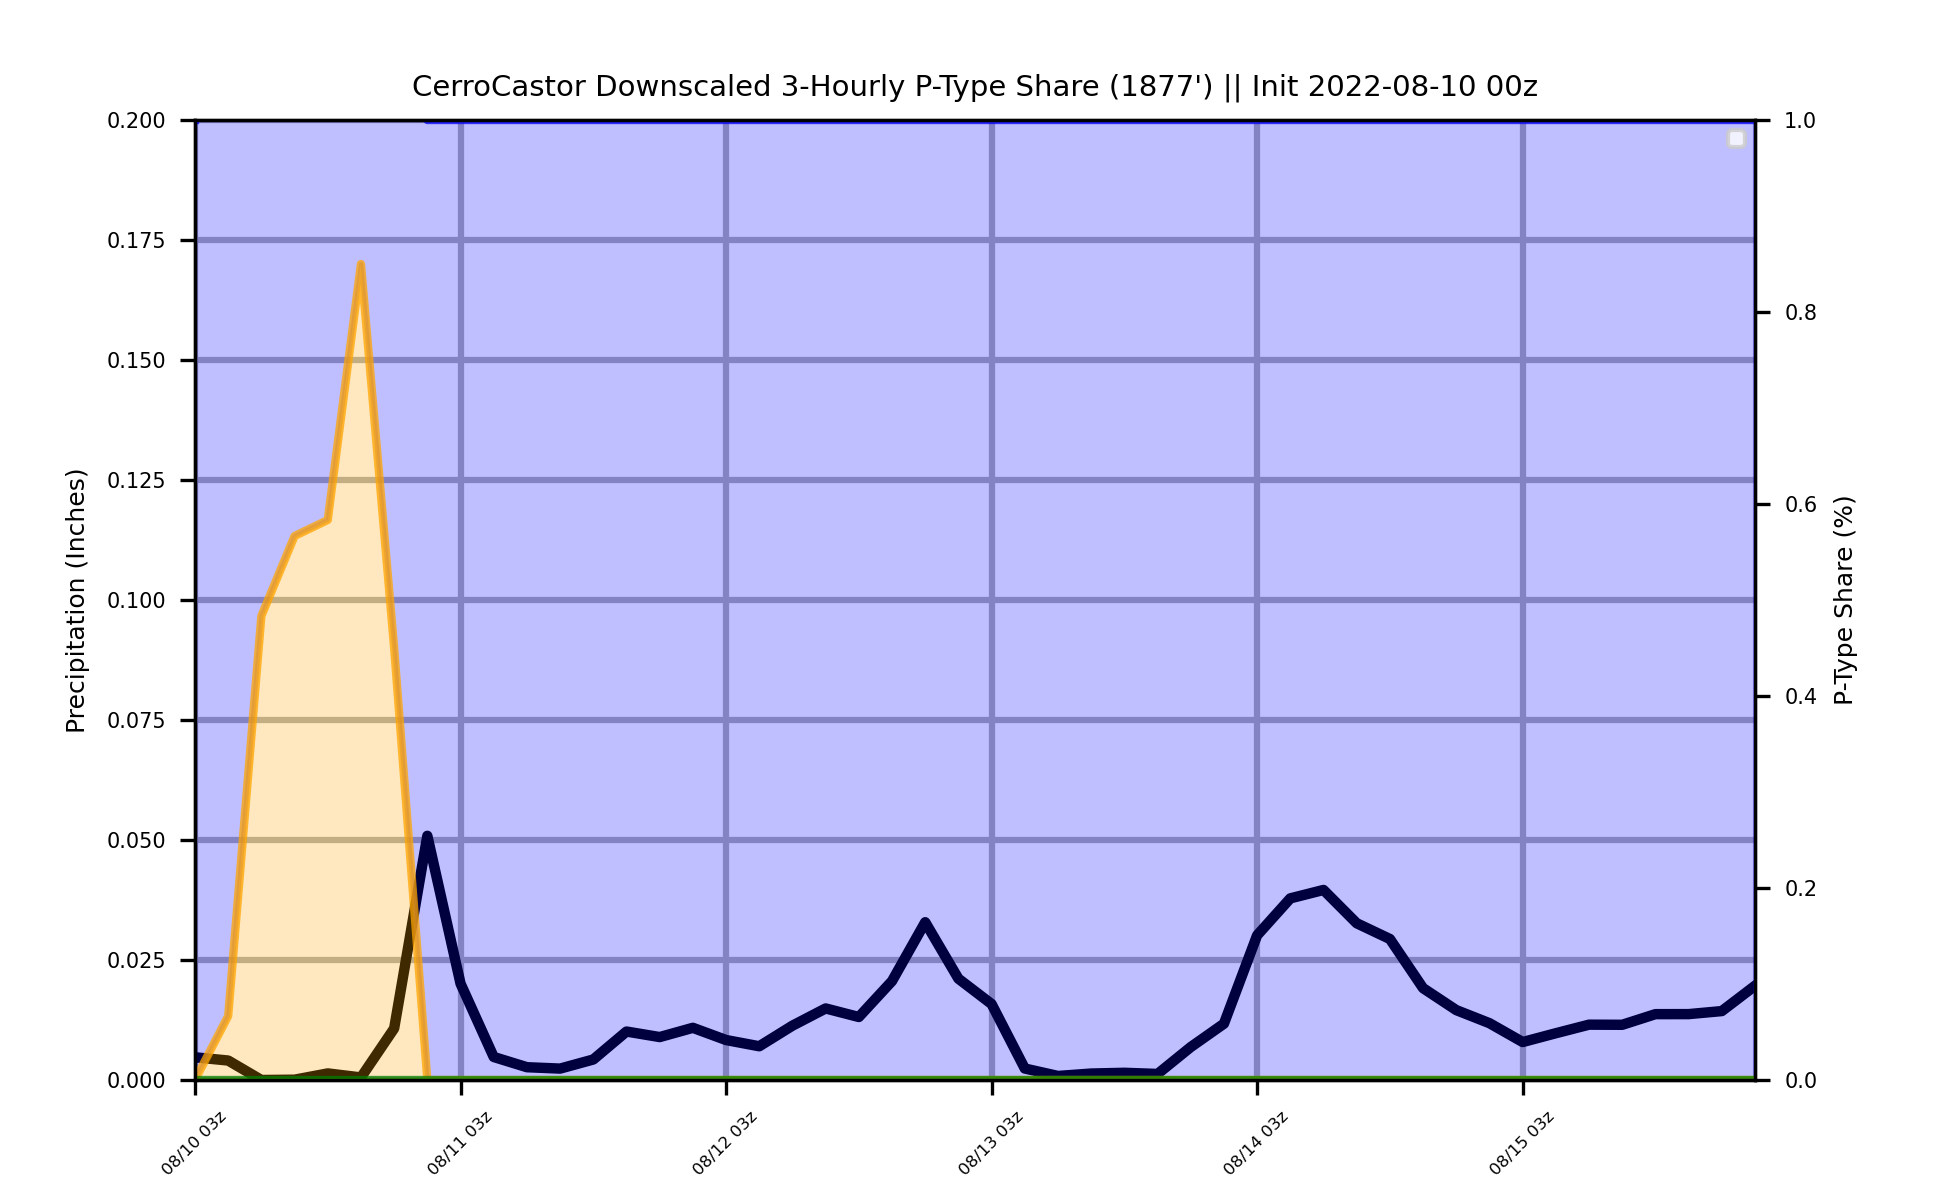 CerroCastor Downscaled 3-Hourly P-Type Share (1877') || Init 2022-08-10 00z
0.200
0.175
0.150
0.125
0.100
0.075
0.050
0.025
0.000
Precipitation (Inches)
1.0
0.8
0.6
0.4
0.2
0.0
P-Type Share (%)
08/10 03z
08/11 03z
08/12 03z
08/13 03z
08/14 03z
08/15 03z